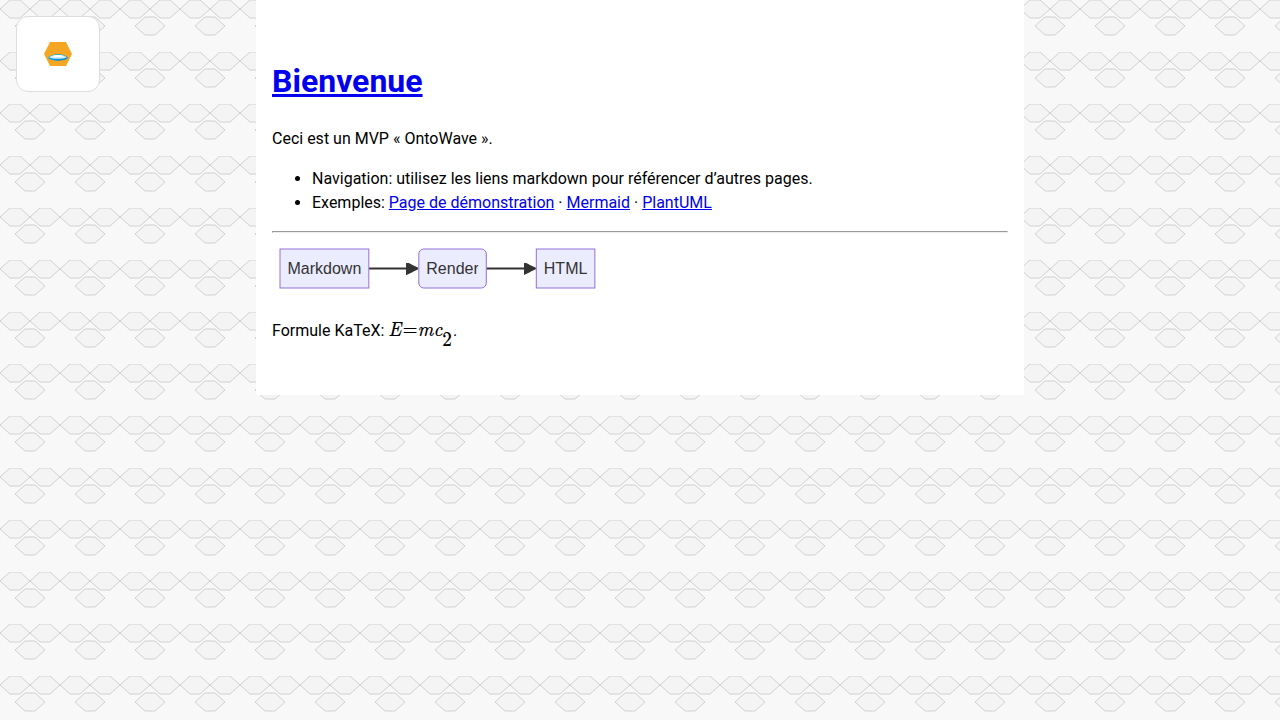 Bienvenue
Ceci est un MVP « OntoWave ».
Navigation: utilisez les liens markdown pour référencer d’autres pages.
Exemples: Page de démonstration · Mermaid · PlantUML
Markdown Render HTML
Formule KaTeX: E=mc2.